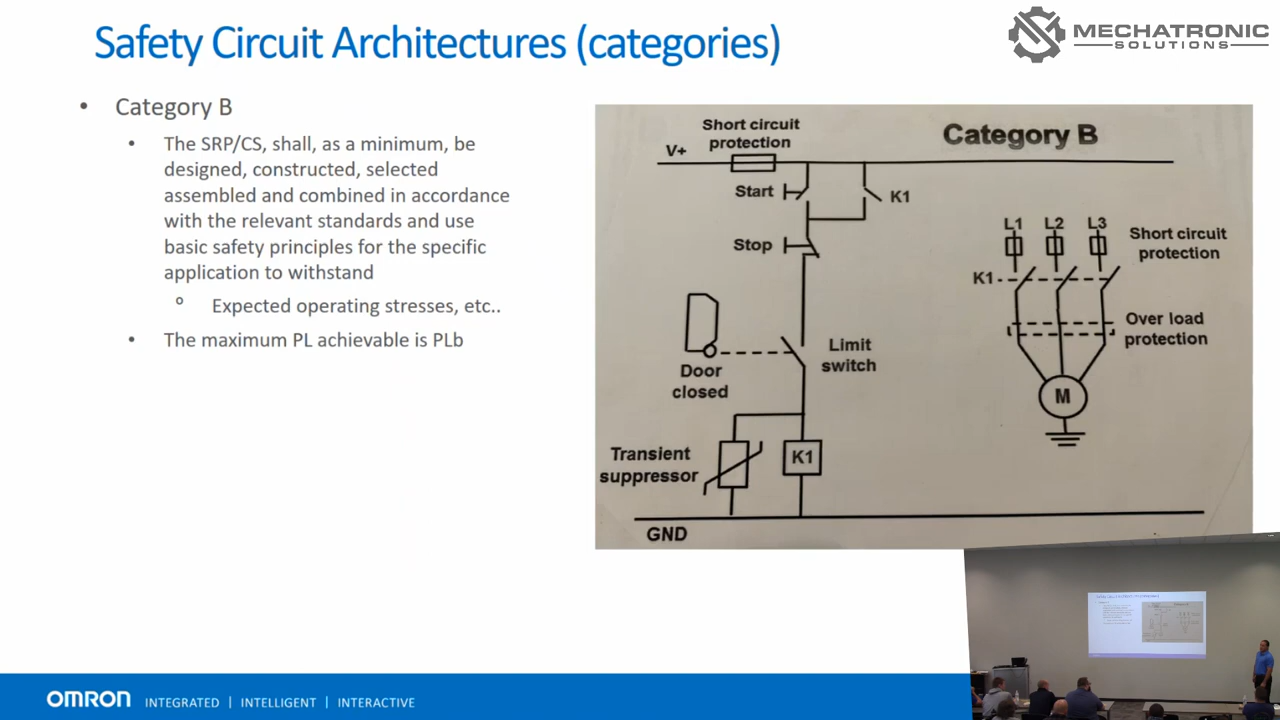 Safety Circuit Architectures (categories)
MECHATRONIC
SOLUTIONS
• Category B
• The SRP/CS, shall, as a minimum, be
designed, constructed, selected
assembled and combined in accordance
with the relevant standards and use
basic safety principles for the specific
application to withstand
° Expected operating stresses, etc..
• The maximum PL achievable is PLb
Short circuit
protection
Category B
V+
Start
K1
Stop
L1 L2 L3
Short circuit
protection
K1
Over load
protection
Limit
switch
Door
closed
M
Transient
suppressor
K1
GND
OMRON INTEGRATED | INTELLIGENT | INTERACTIVE